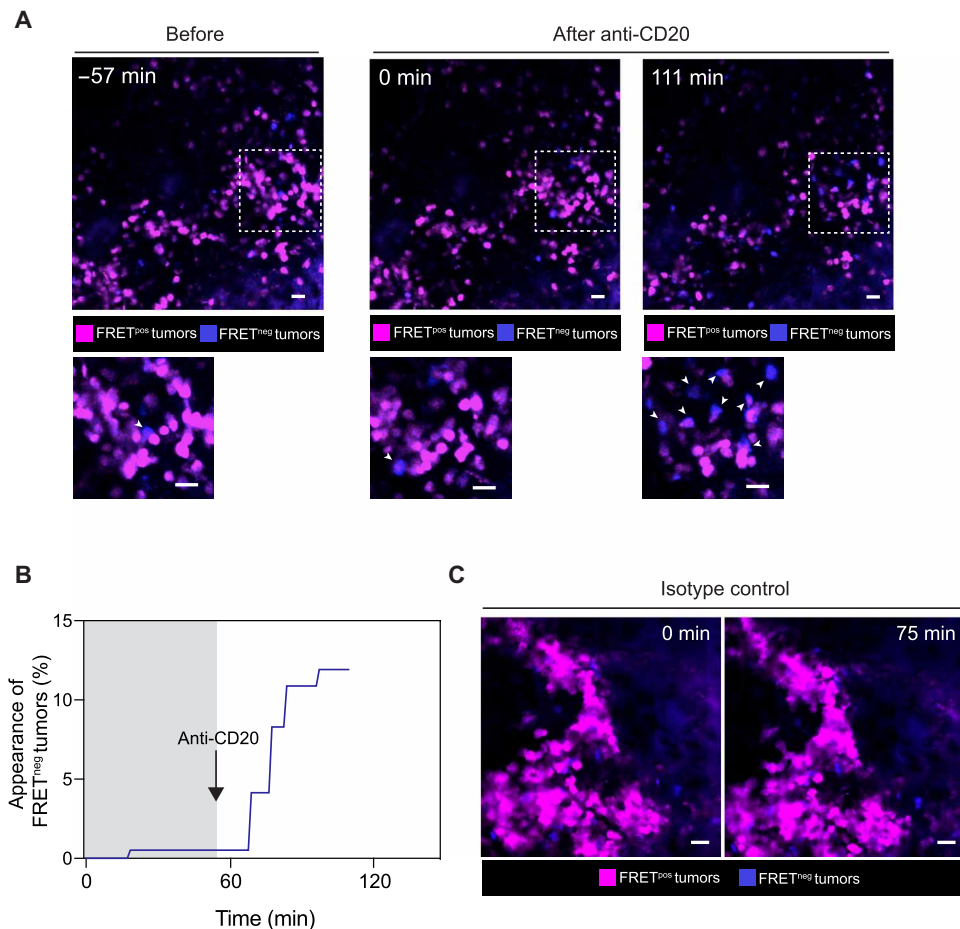 A
Before
After anti-CD20
–57 min
0 min
111 min
FRETpos tumors FRETneg tumors
FRETpos tumors FRETneg tumors
FRETpos tumors FRETneg tumors
B
Appearance of
FRETneg tumors (%)
15
10
5
0
Anti-CD20
0 60 120
Time (min)
C
Isotype control
0 min
75 min
FRETpos tumors FRETneg tumors